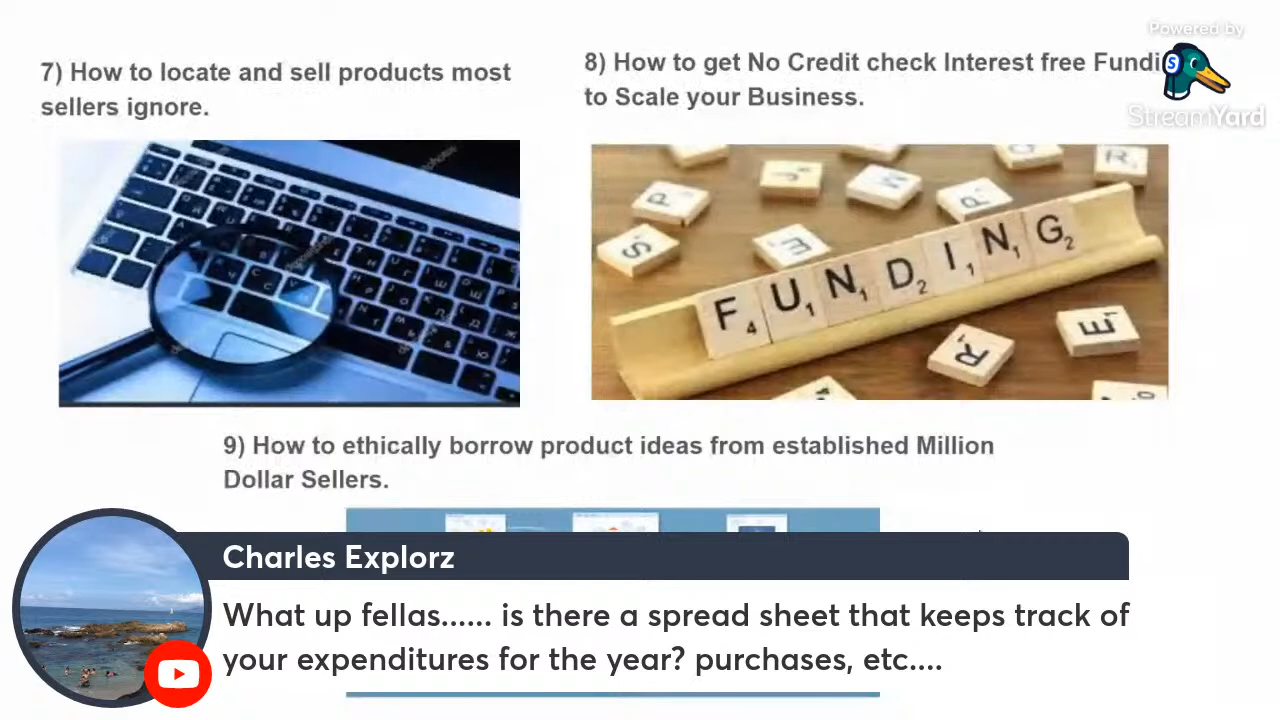 Powered by
StreamYard
7) How to locate and sell products most
sellers ignore.
8) How to get No Credit check Interest free Fundi
to Scale your Business.
FUNDING
9) How to ethically borrow product ideas from established Million
Dollar Sellers.
Charles Explorz
What up fellas...... is there a spread sheet that keeps track of
your expenditures for the year? purchases, etc....